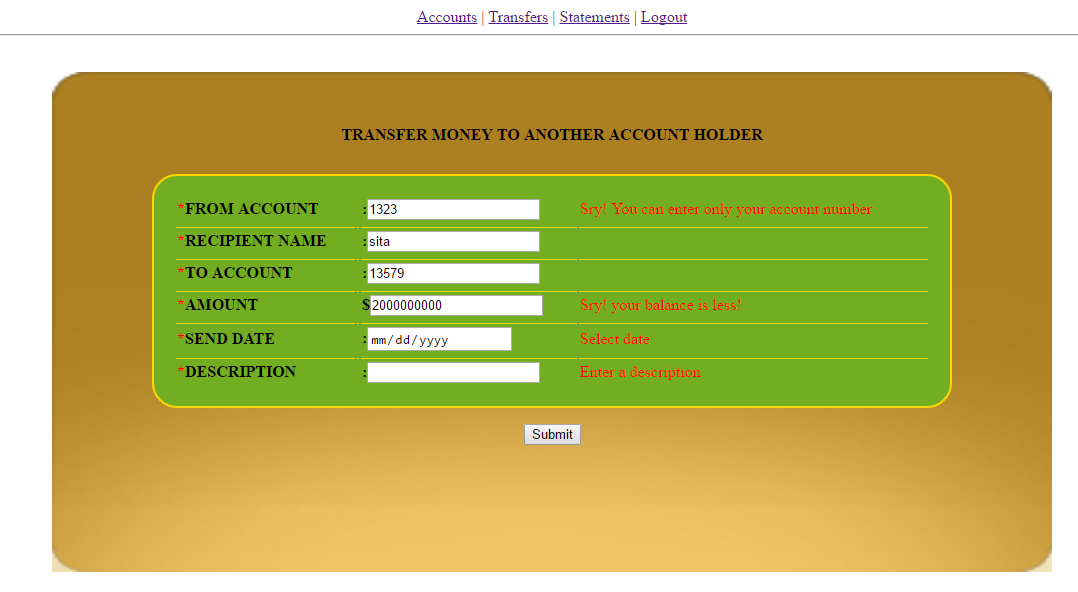 Accounts | Transfers | Statements | Logout
TRANSFER MONEY TO ANOTHER ACCOUNT HOLDER
*FROM ACCOUNT :1323 Sry! You can enter only your account number
*RECIPIENT NAME :sita
*TO ACCOUNT :13579
*AMOUNT $2000000000 Sry! your balance is less!
*SEND DATE :mm/dd/yyyy Select date
*DESCRIPTION : Enter a description
Submit